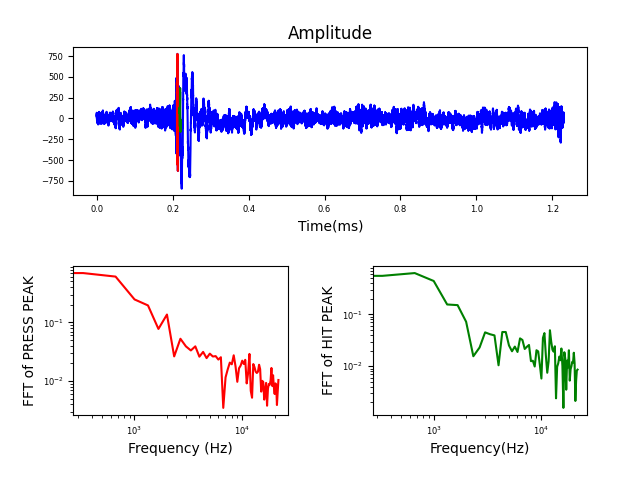 Amplitude
750
500
250
0
−250
−500
−750
0.0 0.2 0.4 0.6 0.8 1.0 1.2
Time(ms)
FFT of PRESS PEAK
10⁻¹
10⁻²
10³ 10⁴
Frequency (Hz)
FFT of HIT PEAK
10⁻¹
10⁻²
10³ 10⁴
Frequency(Hz)